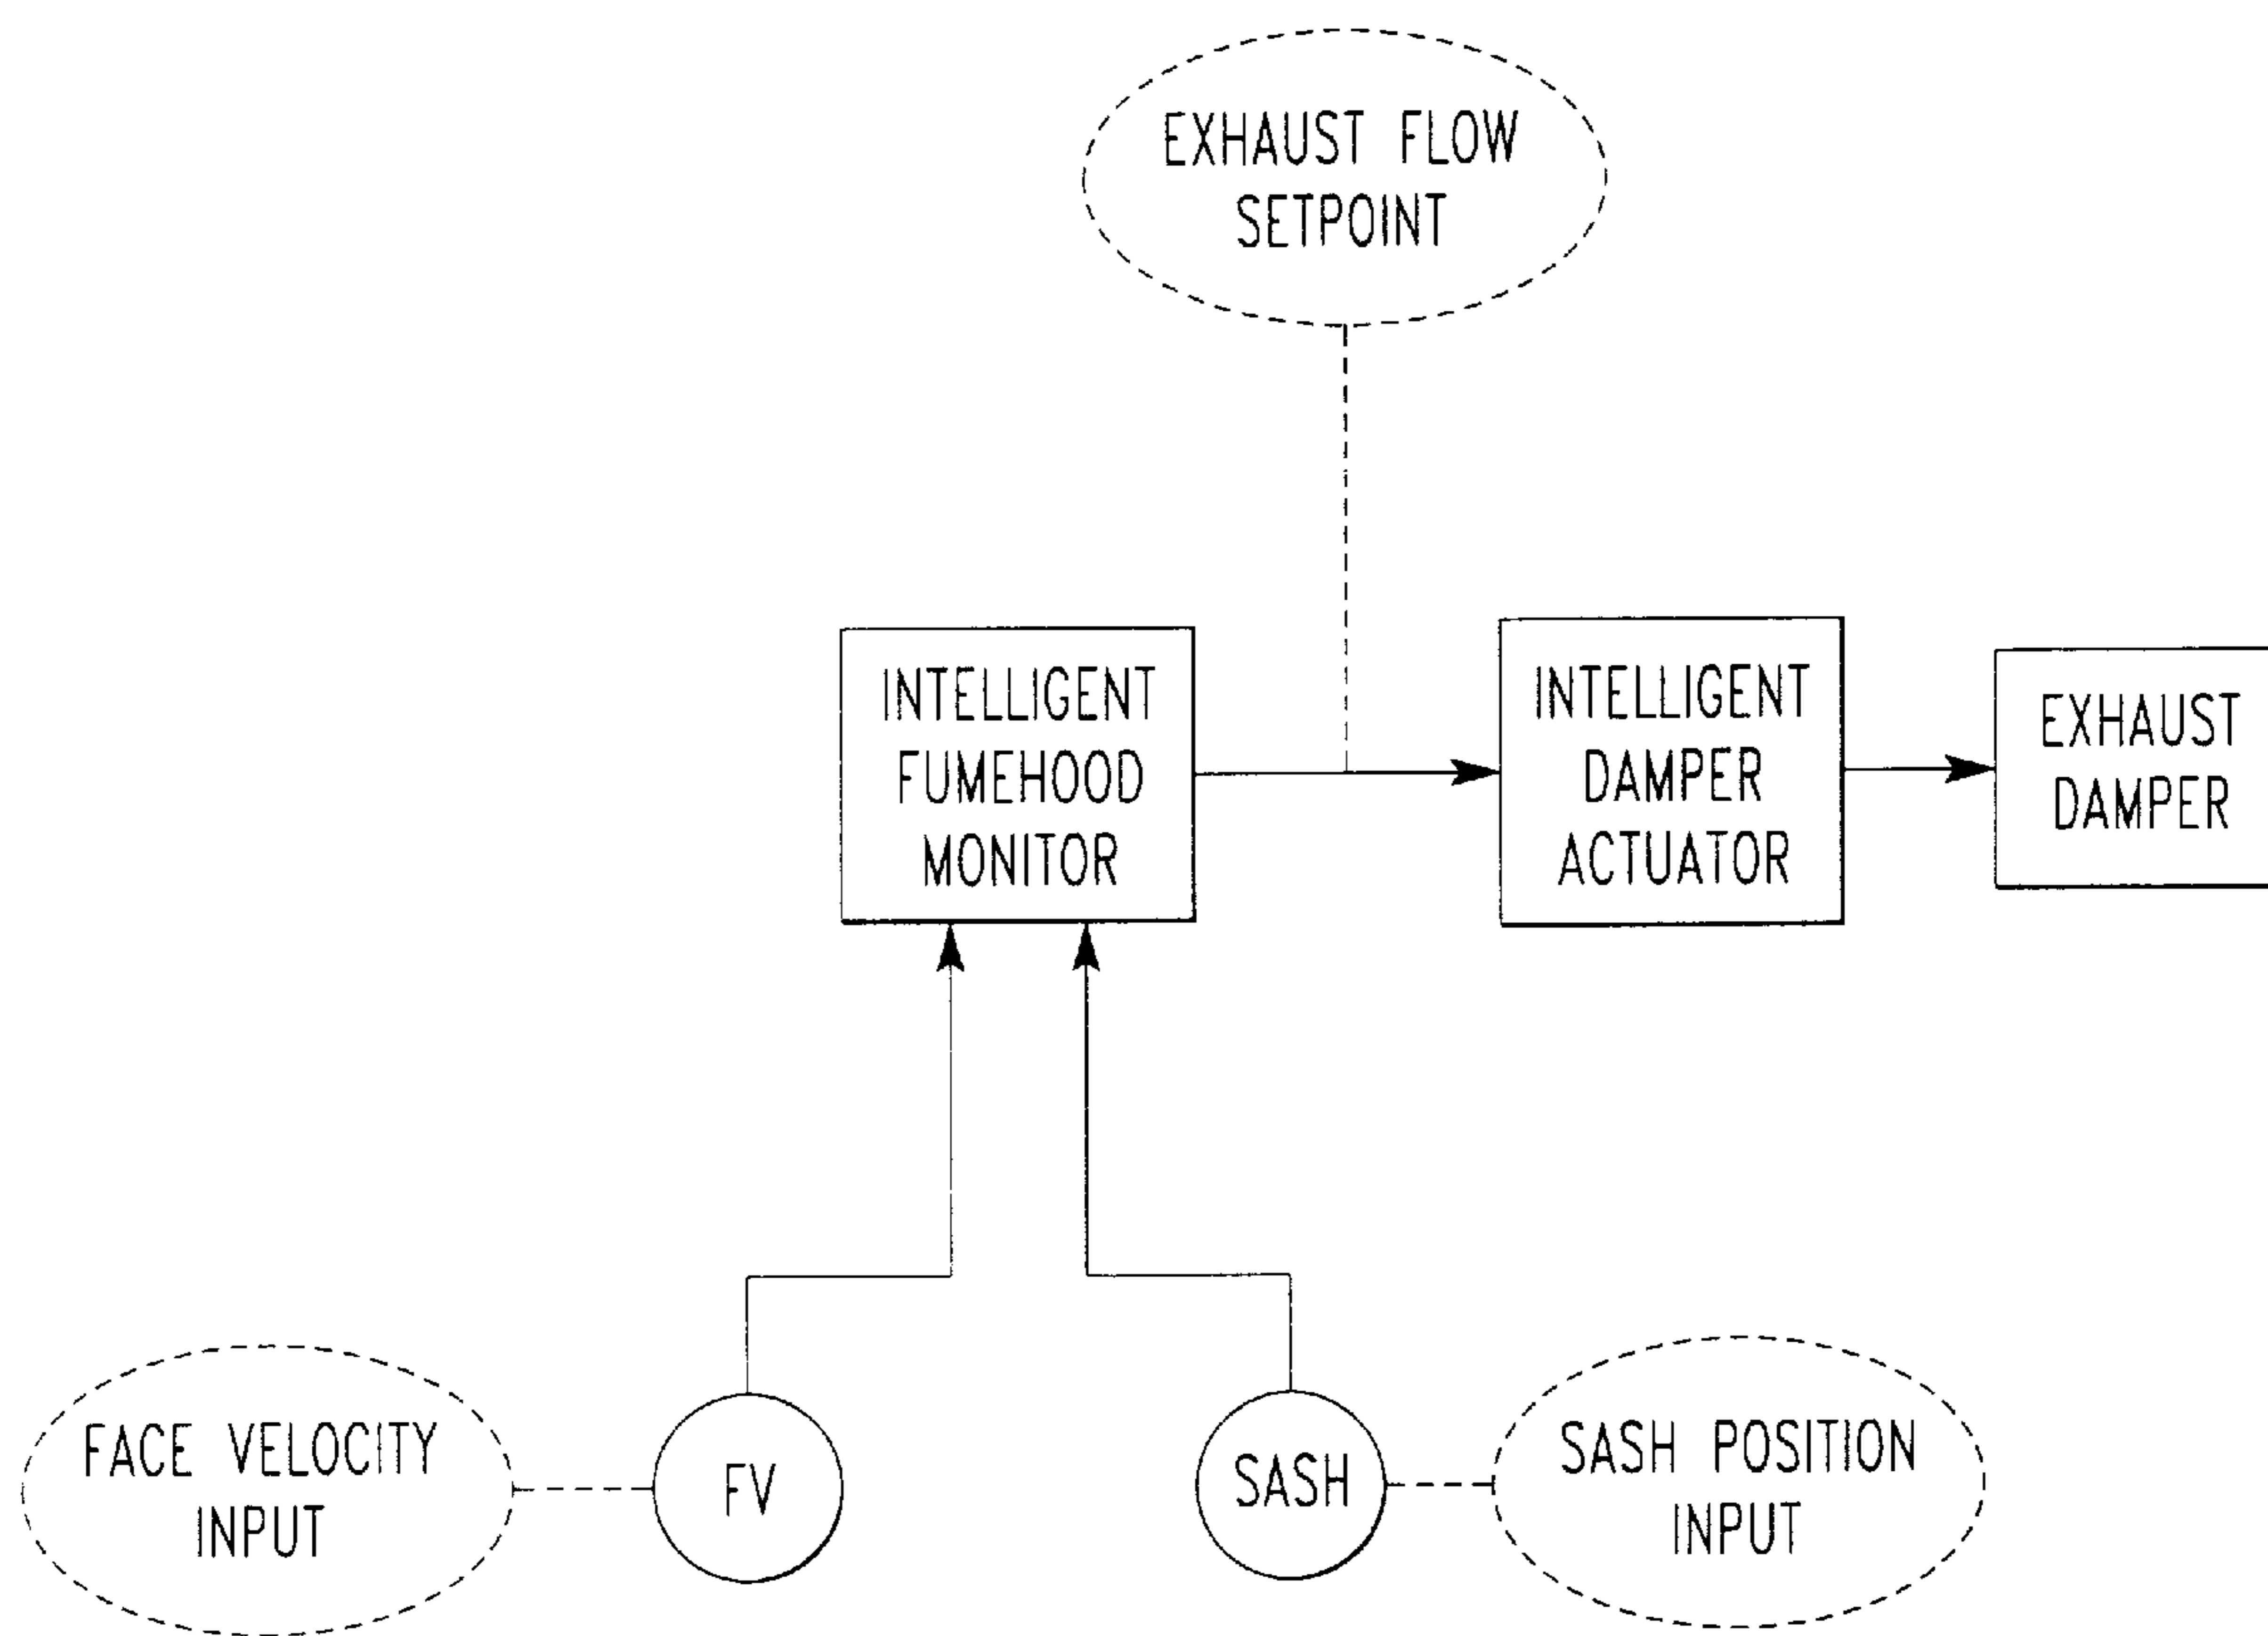 EXHAUST FLOW
SETPOINT
INTELLIGENT
FUMEHOOD
MONITOR
INTELLIGENT
DAMPER
ACTUATOR
EXHAUST
DAMPER
FACE VELOCITY
INPUT
FV
SASH
SASH POSITION
INPUT